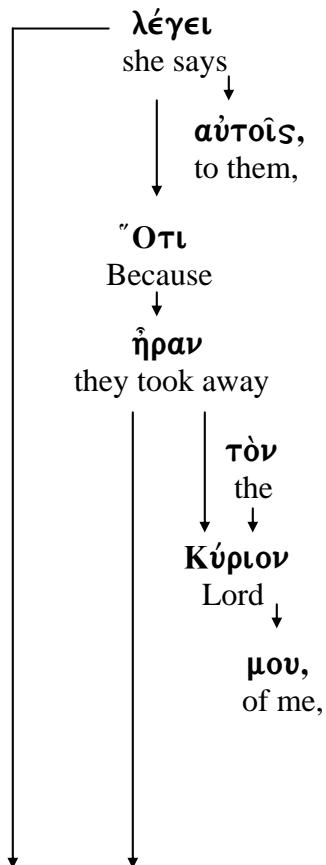 λέγει
she says
αὐτοῖς,
to them,
Ὅτι
Because
ἦραν
they took away
τὸν
the
Κύριον
Lord
μου,
of me,